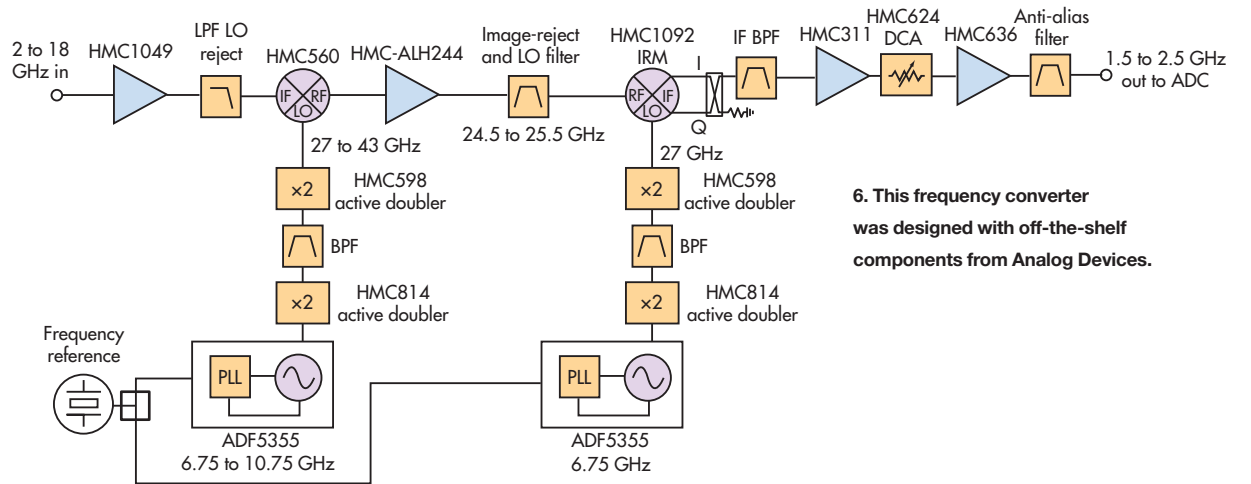 2 to 18
GHz in
HMC1049
LPF LO
reject
HMC560
IF
RF
LO
HMC-ALH244
Image-reject
and LO filter
24.5 to 25.5 GHz
HMC1092
IRM
RF
IF
LO
I
Q
IF BPF
HMC311
HMC624
DCA
HMC636
Anti-alias
filter
1.5 to 2.5 GHz
out to ADC
27 to 43 GHz
×2
HMC598
active doubler
BPF
×2
HMC814
active doubler
27 GHz
×2
HMC598
active doubler
BPF
×2
HMC814
active doubler
Frequency
reference
PLL
ADF5355
6.75 to 10.75 GHz
PLL
ADF5355
6.75 GHz
6. This frequency converter
was designed with off-the-shelf
components from Analog Devices.